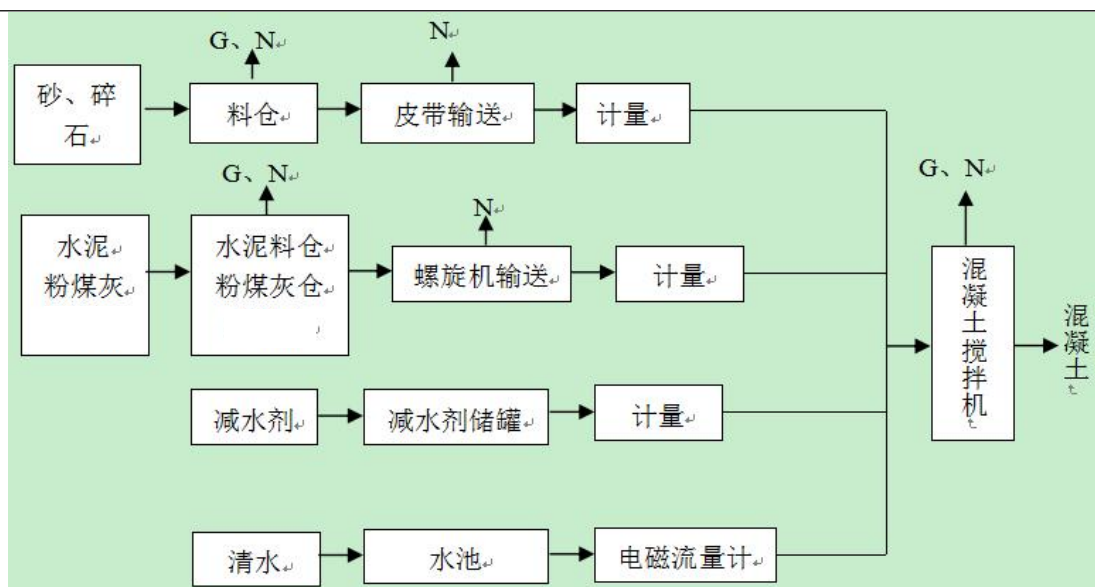 G、N
N
砂、碎
石
料仓
皮带输送
计量
G、N
N
G、N
水泥
粉煤灰
水泥料仓
粉煤灰仓
螺旋机输送
计量
混凝土搅拌机
混凝土
减水剂
减水剂储罐
计量
清水
水池
电磁流量计